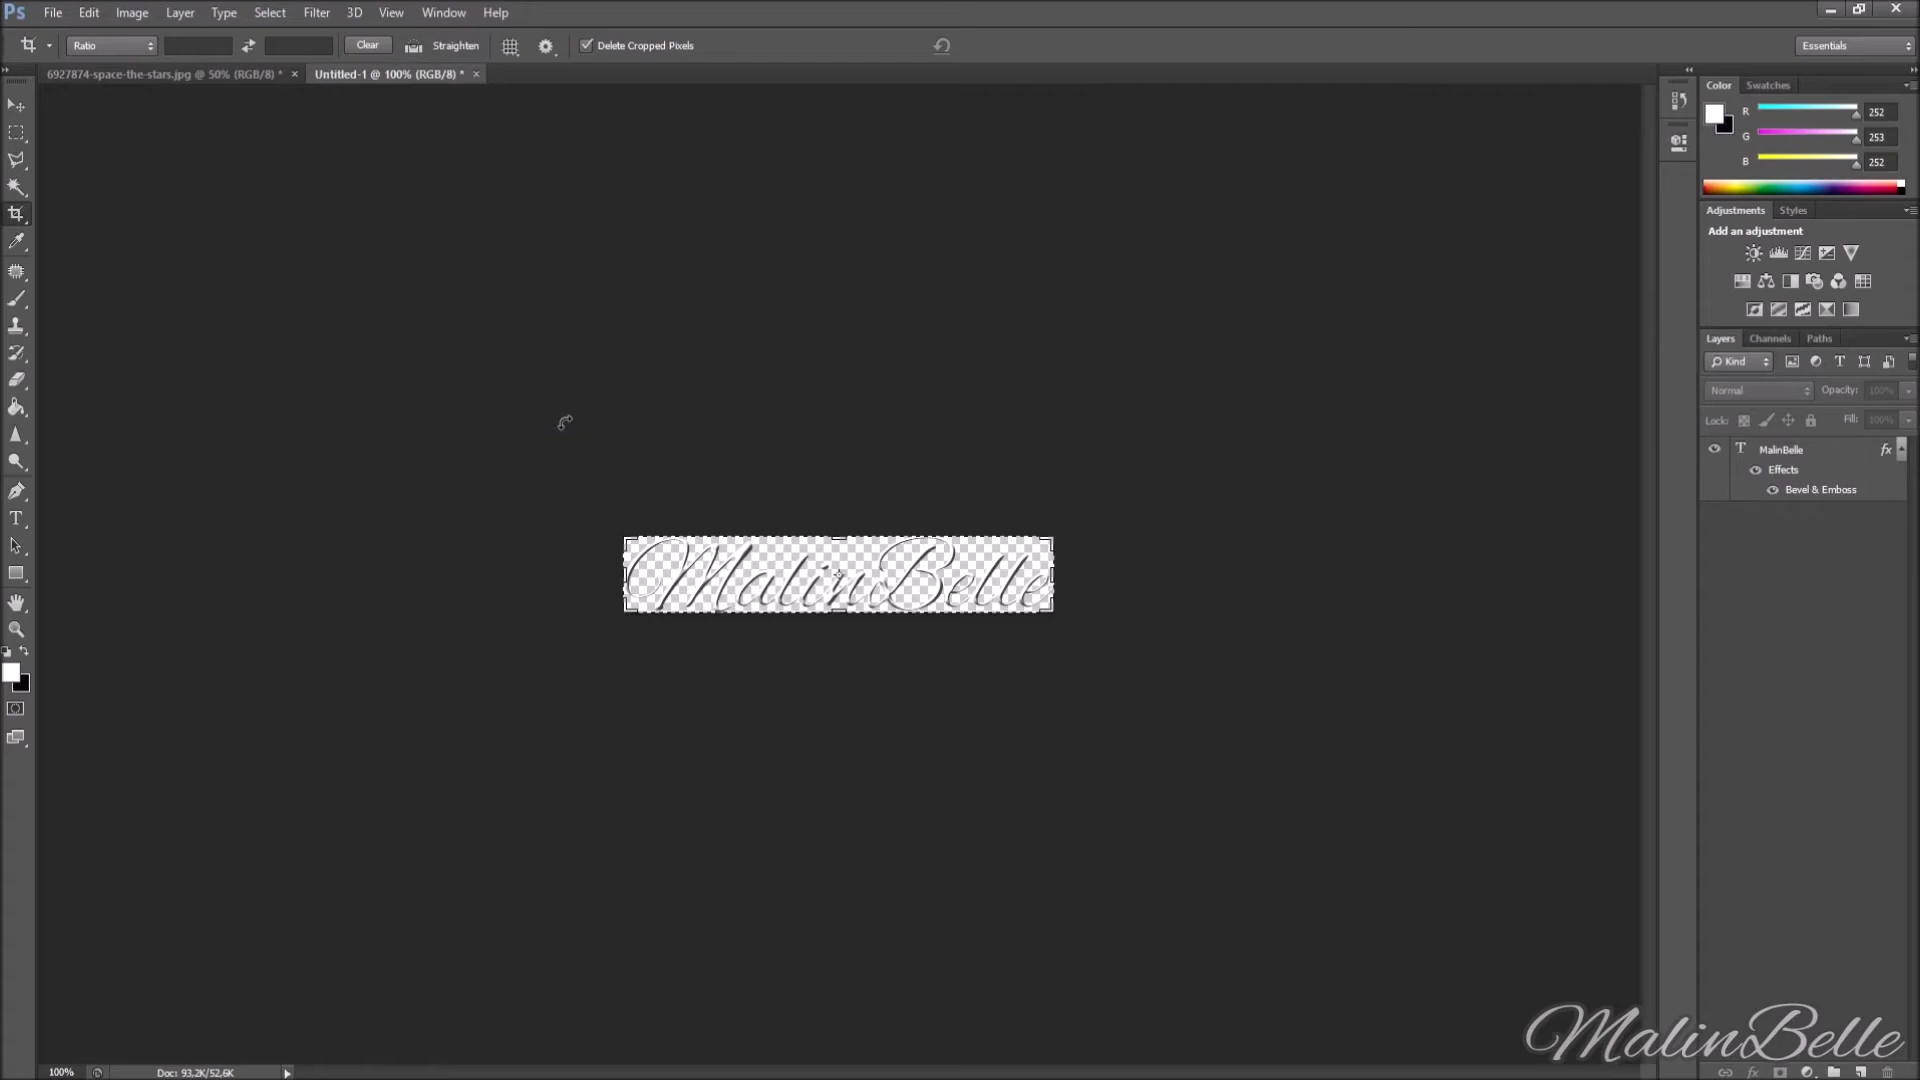 Ps File Edit Image Layer Type Select Filter 3D View Window Help
Ratio Clear Straighten Delete Cropped Pixels Essentials
6927874-space-the-stars.jpg @ 50% (RGB/8) * × Untitled-1 @ 100% (RGB/8) * ×
Color Swatches
R 252
G 253
B 252
Adjustments Styles
Add an adjustment
Layers Channels Paths
Kind
Normal Opacity: 100%
Lock: Fill: 100%
T MalinBelle fx
Effects
Bevel & Emboss
MalinBelle
MalinBelle
100% Doc: 93,2K/52,6K